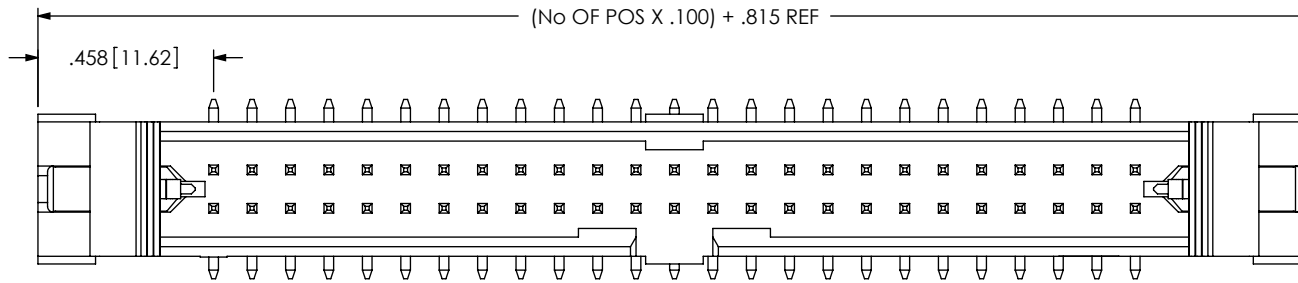 (No OF POS X .100) + .815 REF
.458 [11.62]